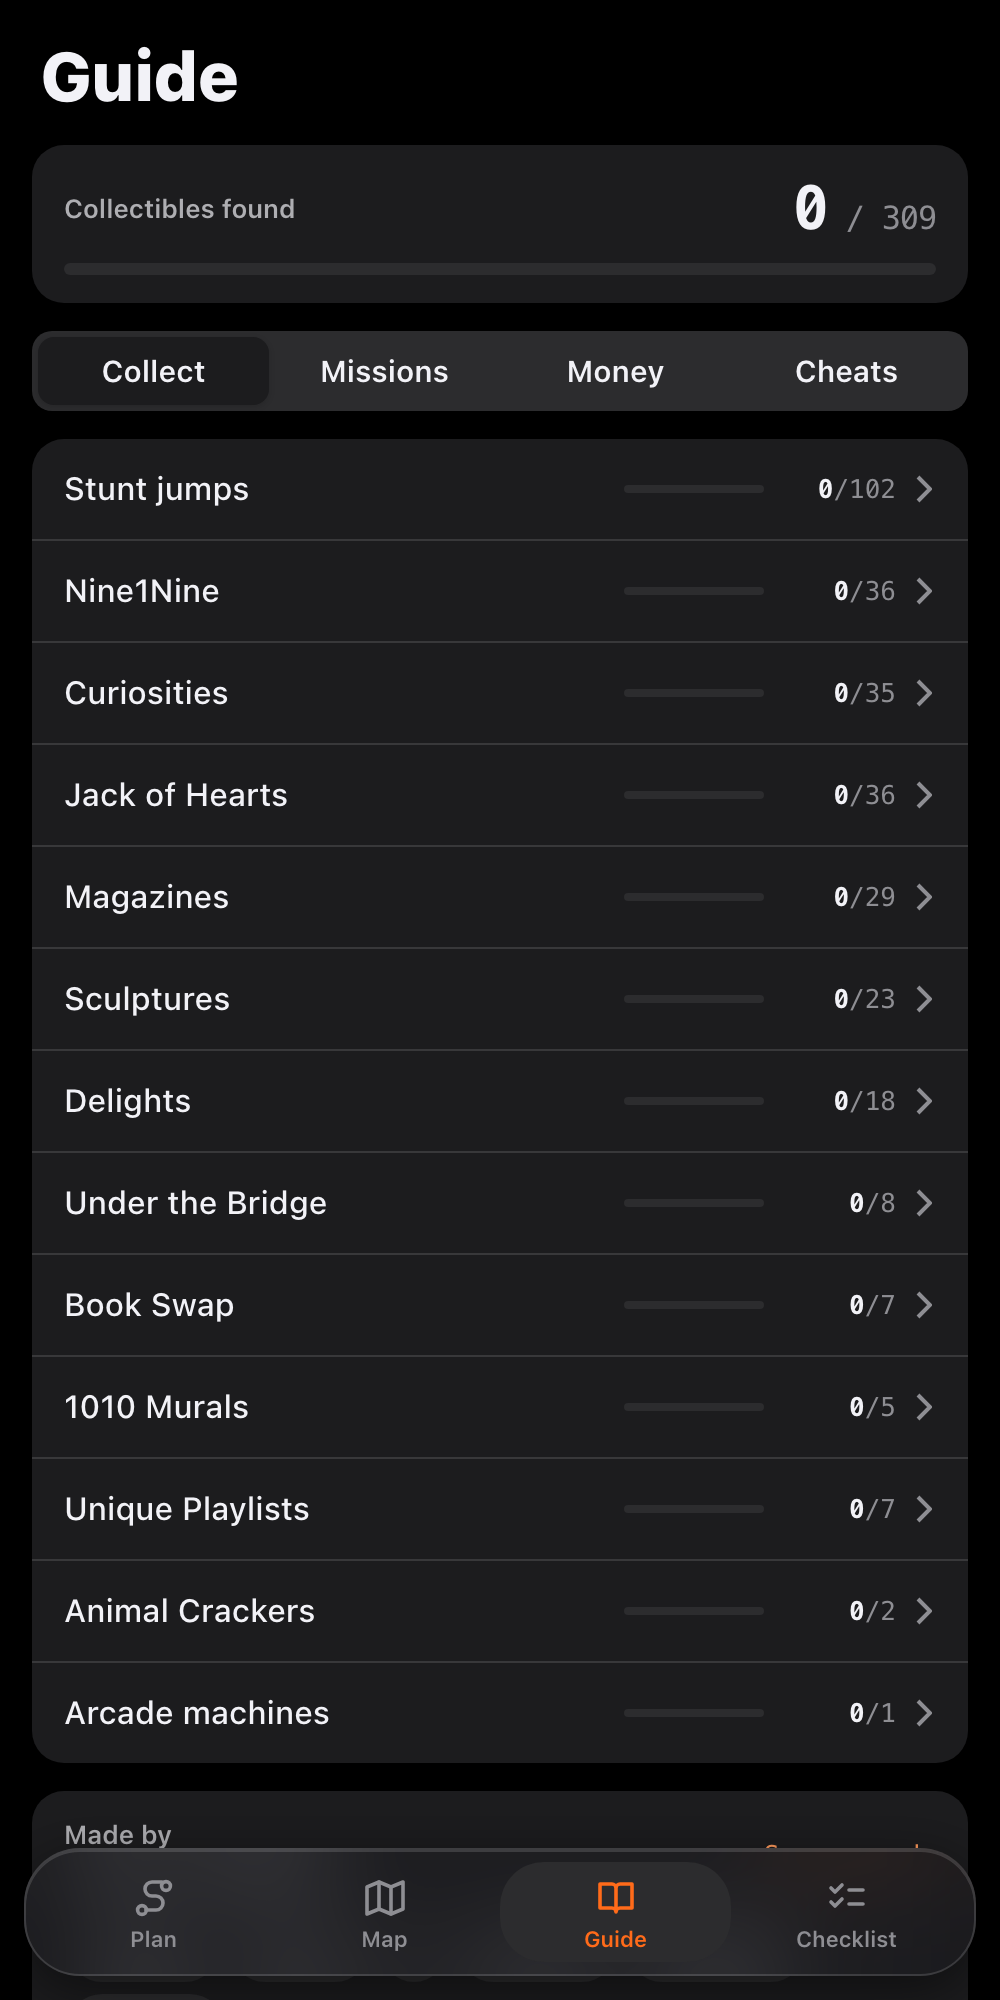 Guide
Collectibles found
0 / 309
Collect Missions Money Cheats
Stunt jumps 0/102
Nine1Nine 0/36
Curiosities 0/35
Jack of Hearts 0/36
Magazines 0/29
Sculptures 0/23
Delights 0/18
Under the Bridge 0/8
Book Swap 0/7
1010 Murals 0/5
Unique Playlists 0/7
Animal Crackers 0/2
Arcade machines 0/1
Made by
Plan Map Guide Checklist